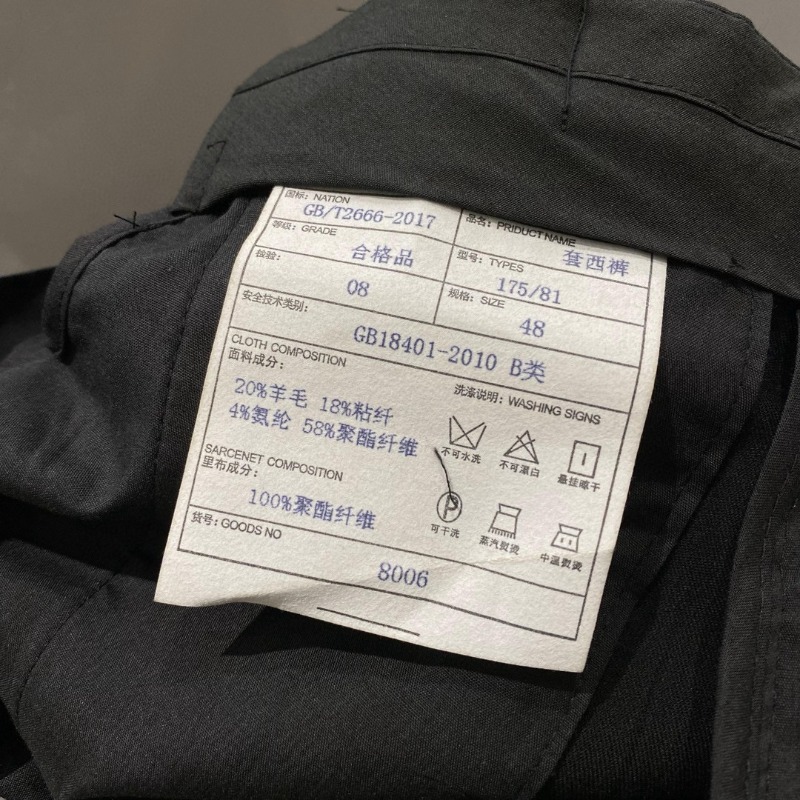 国标: NATION
GB/T2666-2017
品名: PRIDUCT NAME
套西裤
等级: GRADE
合格品
型号: TYPES
175/81
检验:
08
规格: SIZE
48
安全技术类别:
GB18401-2010 B类
CLOTH COMPOSITION
面料成分:
20%羊毛 18%粘纤
4%氨纶 58%聚酯纤维
洗涤说明: WASHING SIGNS
不可水洗
不可漂白
悬挂晾干
P
可干洗
蒸汽熨烫
中温熨烫
SARCENET COMPOSITION
里布成分:
100%聚酯纤维
货号: GOODS NO
8006